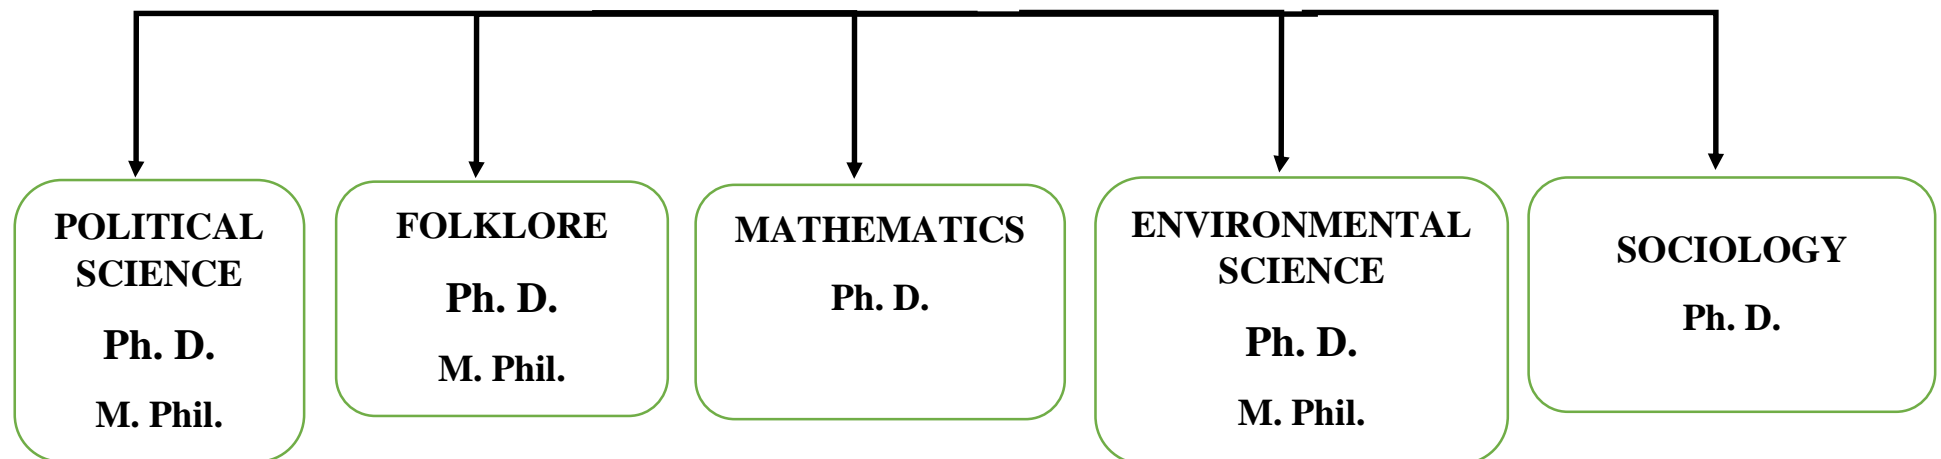 POLITICAL
SCIENCE
Ph. D.
M. Phil.
FOLKLORE
Ph. D.
M. Phil.
MATHEMATICS
Ph. D.
ENVIRONMENTAL
SCIENCE
Ph. D.
M. Phil.
SOCIOLOGY
Ph. D.